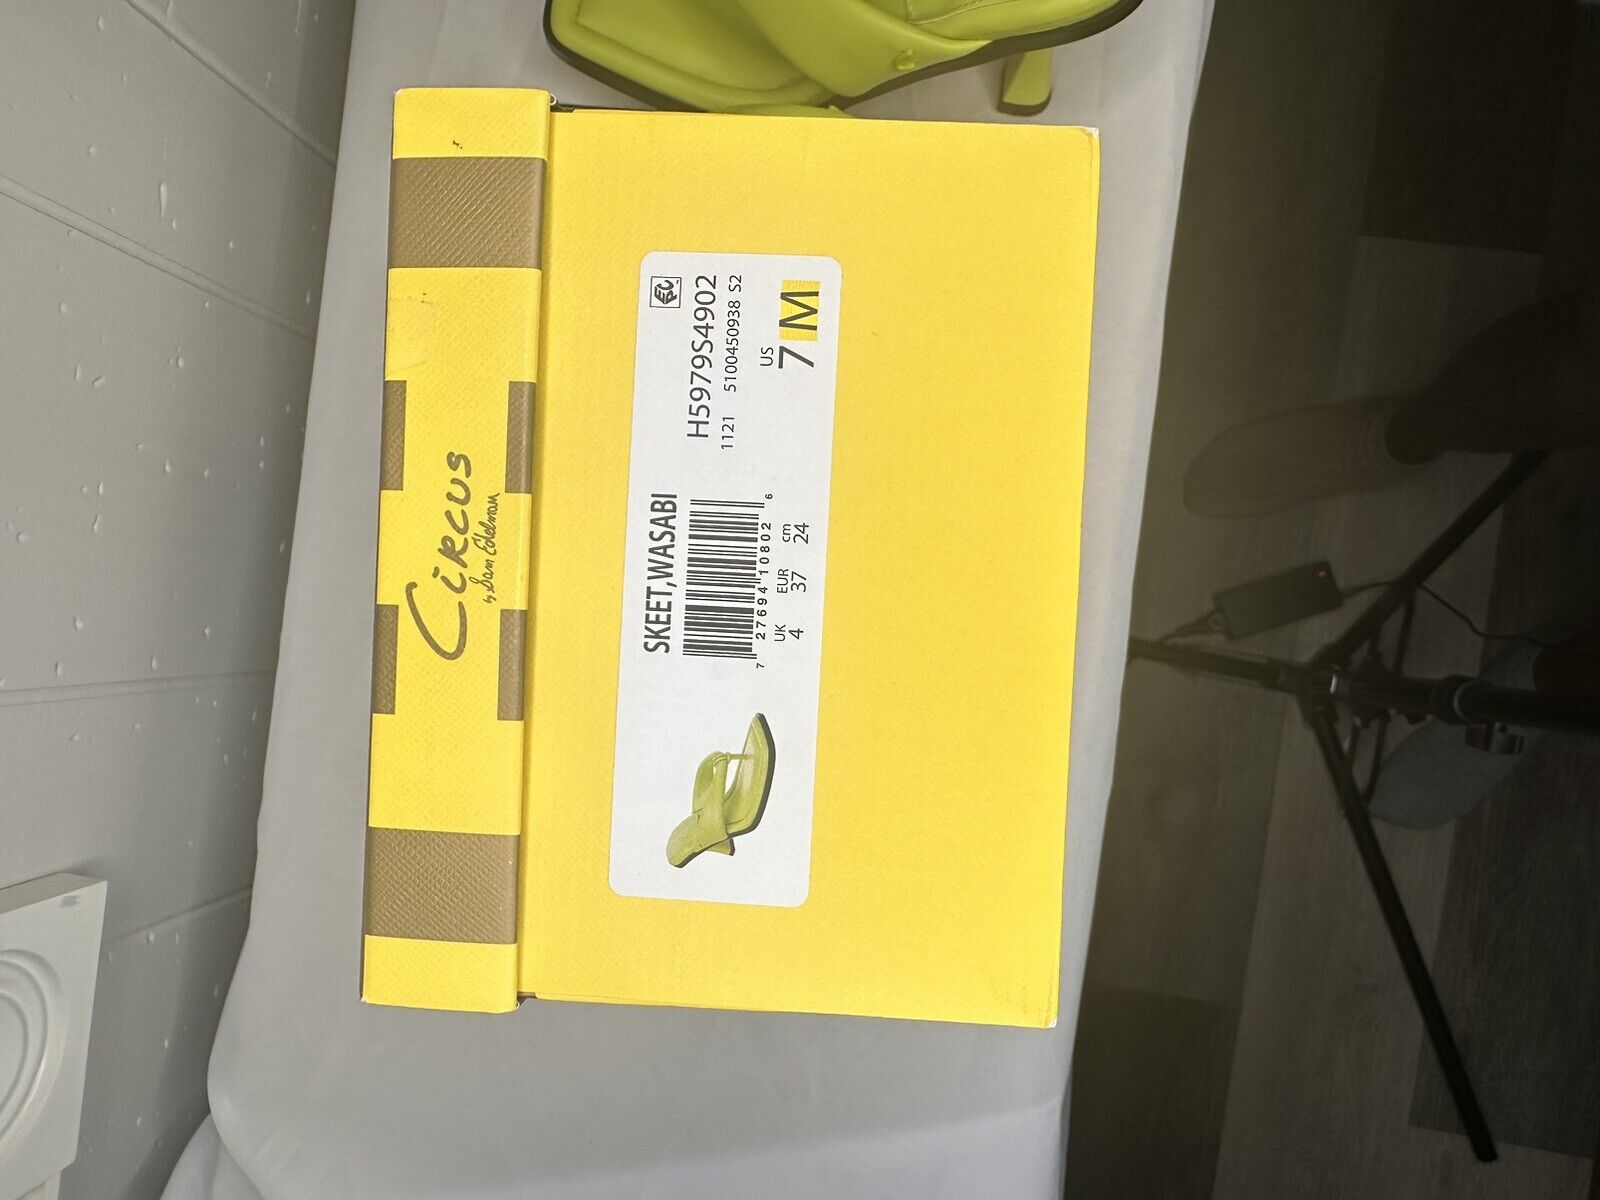 Circus
by Sam Edelman
SKEET,WASABI
H5979S4902
1121 5100450938 S2
7 27694 10802 6
UK EUR cm US
4 37 24 7 M